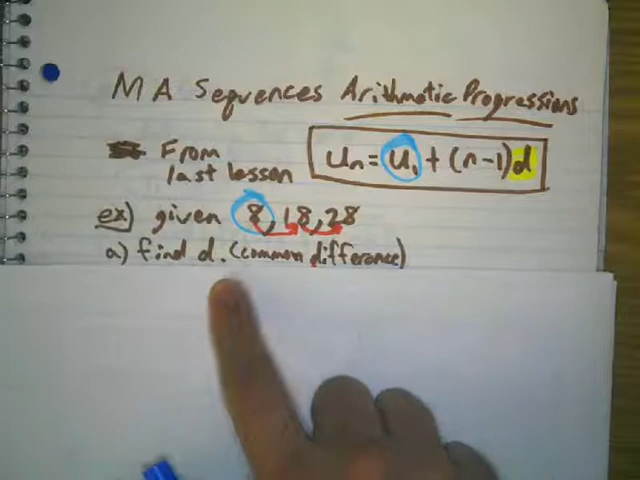 MA Sequences Arithmetic Progressions
From
last lesson
Un = U1 + (n-1)d
ex) given 8, 18, 28
a) find d. (common difference)